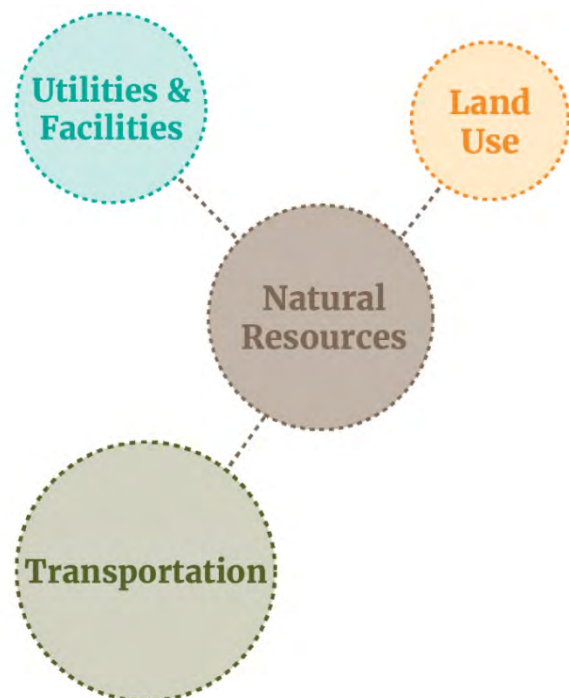 Utilities &
Facilities
Land
Use
Natural
Resources
Transportation